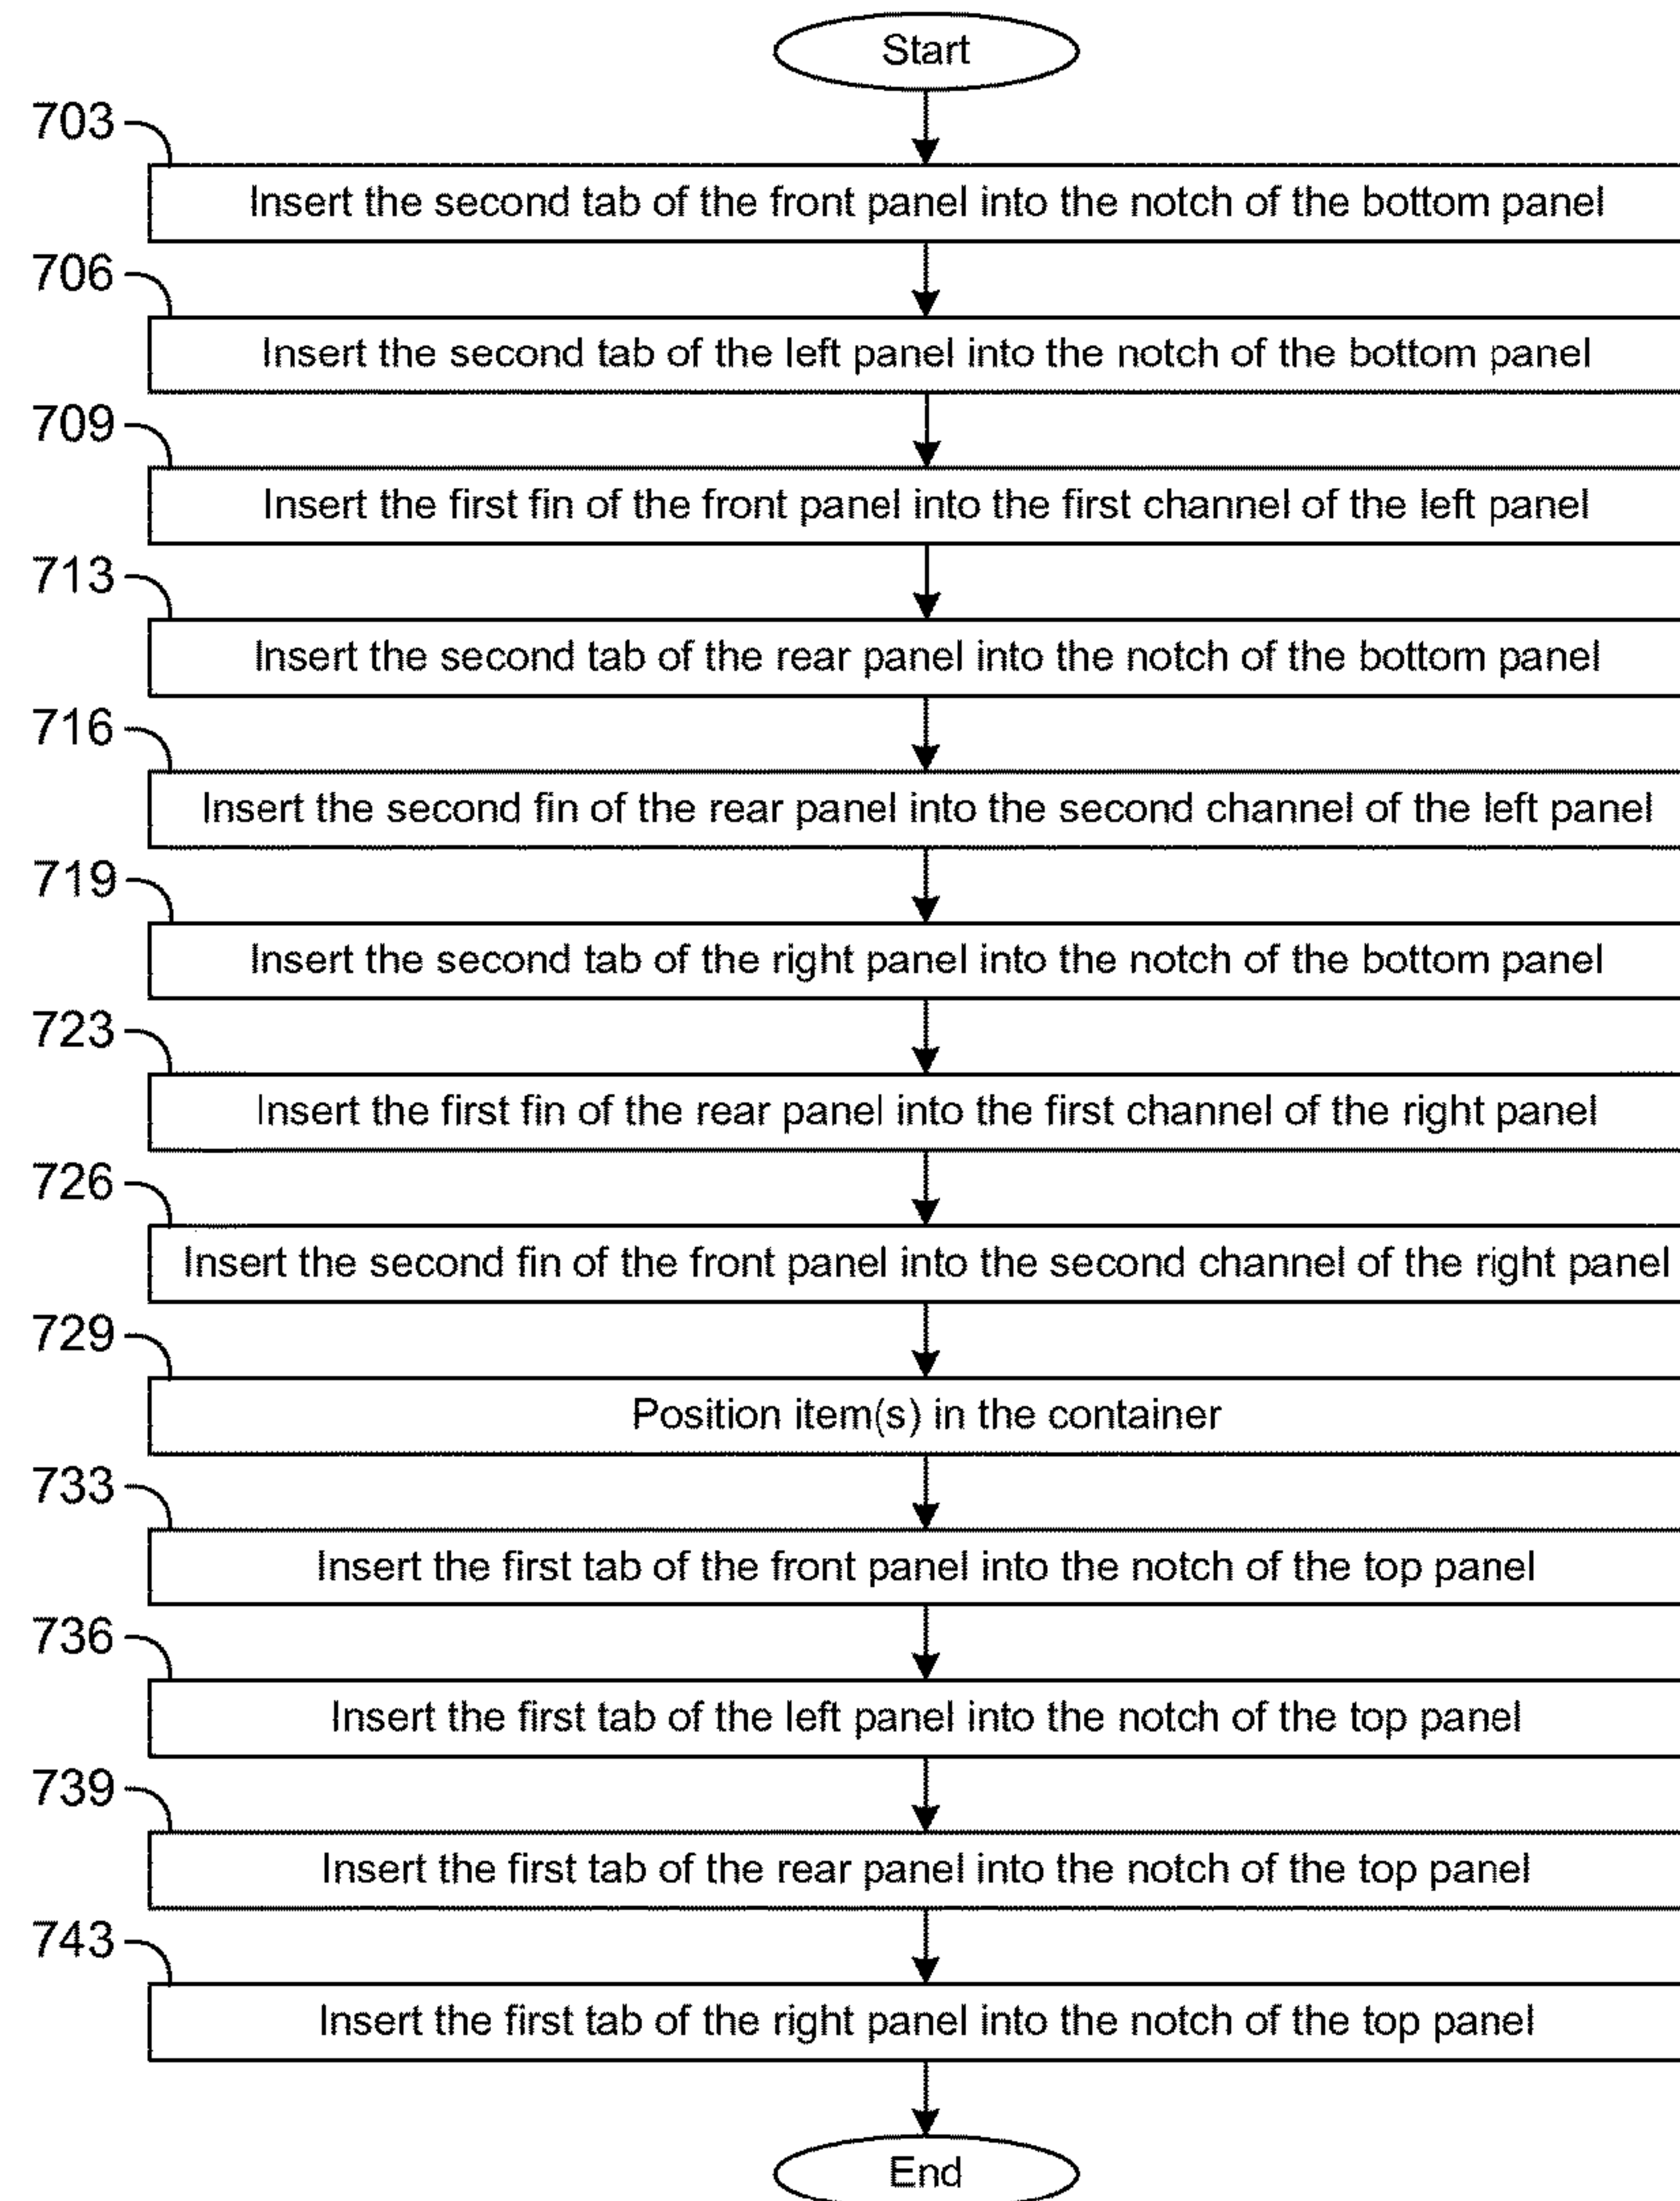 Start
703
Insert the second tab of the front panel into the notch of the bottom panel
706
Insert the second tab of the left panel into the notch of the bottom panel
709
Insert the first fin of the front panel into the first channel of the left panel
713
Insert the second tab of the rear panel into the notch of the bottom panel
716
Insert the second fin of the rear panel into the second channel of the left panel
719
Insert the second tab of the right panel into the notch of the bottom panel
723
Insert the first fin of the rear panel into the first channel of the right panel
726
Insert the second fin of the front panel into the second channel of the right panel
729
Position item(s) in the container
733
Insert the first tab of the front panel into the notch of the top panel
736
Insert the first tab of the left panel into the notch of the top panel
739
Insert the first tab of the rear panel into the notch of the top panel
743
Insert the first tab of the right panel into the notch of the top panel
End